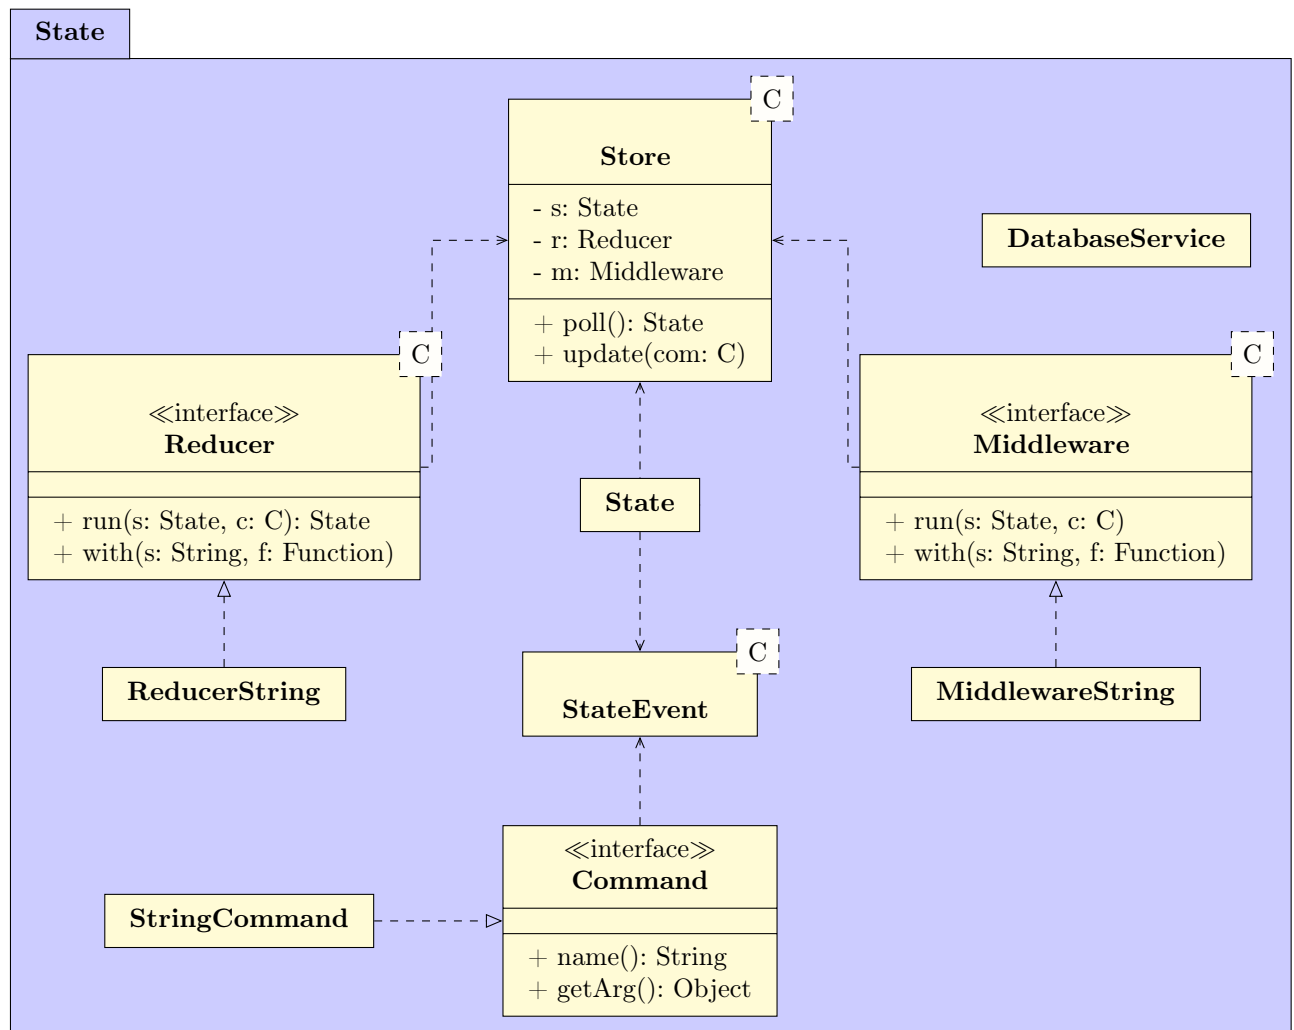 State
C
Store
- s: State
- r: Reducer
- m: Middleware
+ poll(): State
+ update(com: C)
DatabaseService
C
≪interface≫
Reducer
+ run(s: State, c: C): State
+ with(s: String, f: Function)
State
C
≪interface≫
Middleware
+ run(s: State, c: C)
+ with(s: String, f: Function)
ReducerString
C
StateEvent
MiddlewareString
≪interface≫
Command
+ name(): String
+ getArg(): Object
StringCommand